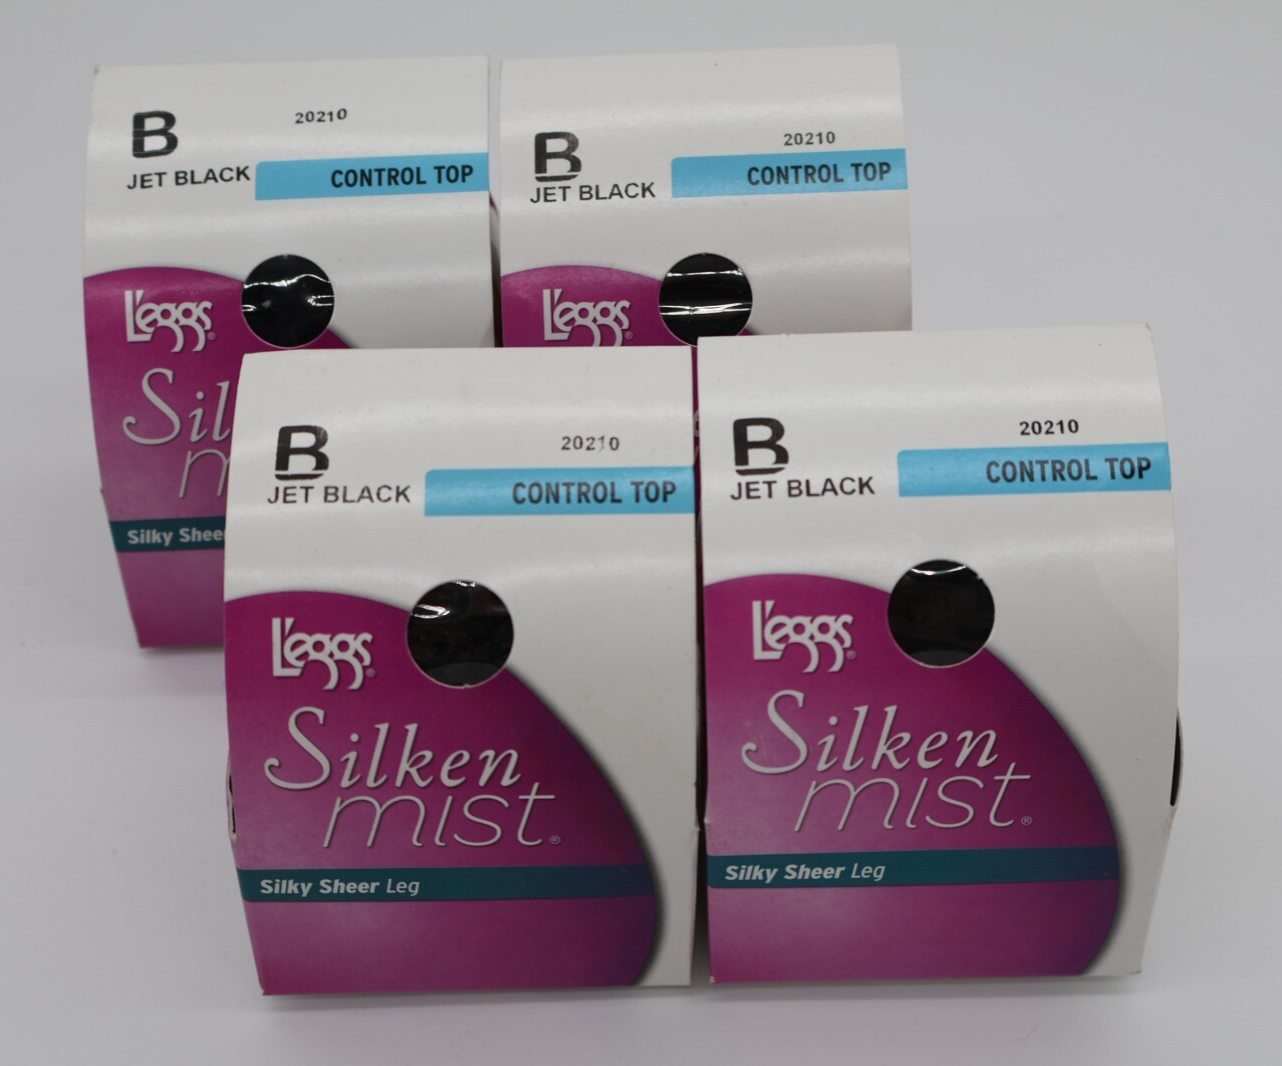 B
20210
JET BLACK
CONTROL TOP
L'eggs®
Sil
m
Silky Shee
B
20210
JET BLACK
CONTROL TOP
L'eggs®
B
20210
JET BLACK
CONTROL TOP
L'eggs®
Silken
mist®
Silky Sheer Leg
B
20210
JET BLACK
CONTROL TOP
L'eggs®
Silken
mist®
Silky Sheer Leg